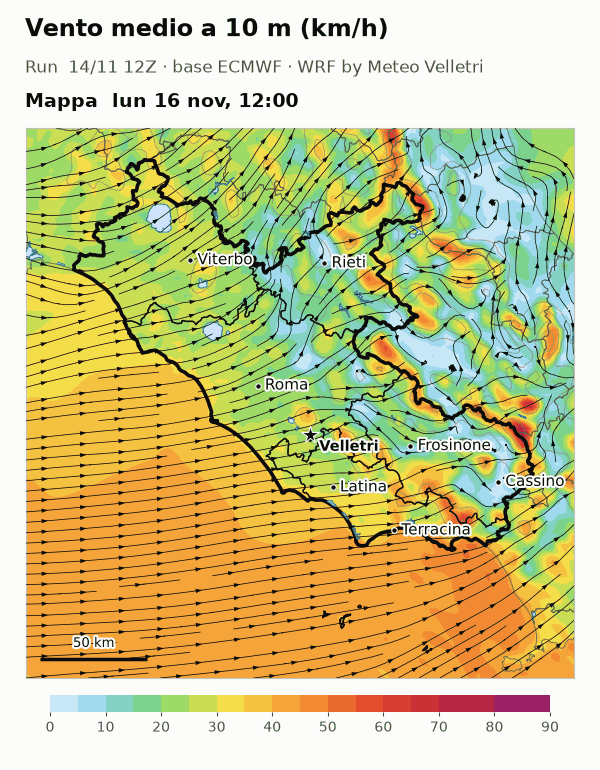 Vento medio a 10 m (km/h)
Run  14/11 12Z · base ECMWF · WRF by Meteo Velletri
Mappa  lun 16 nov, 12:00
Viterbo
Rieti
Roma
Velletri
Frosinone
Cassino
Latina
Terracina
50 km
0 10 20 30 40 50 60 70 80 90